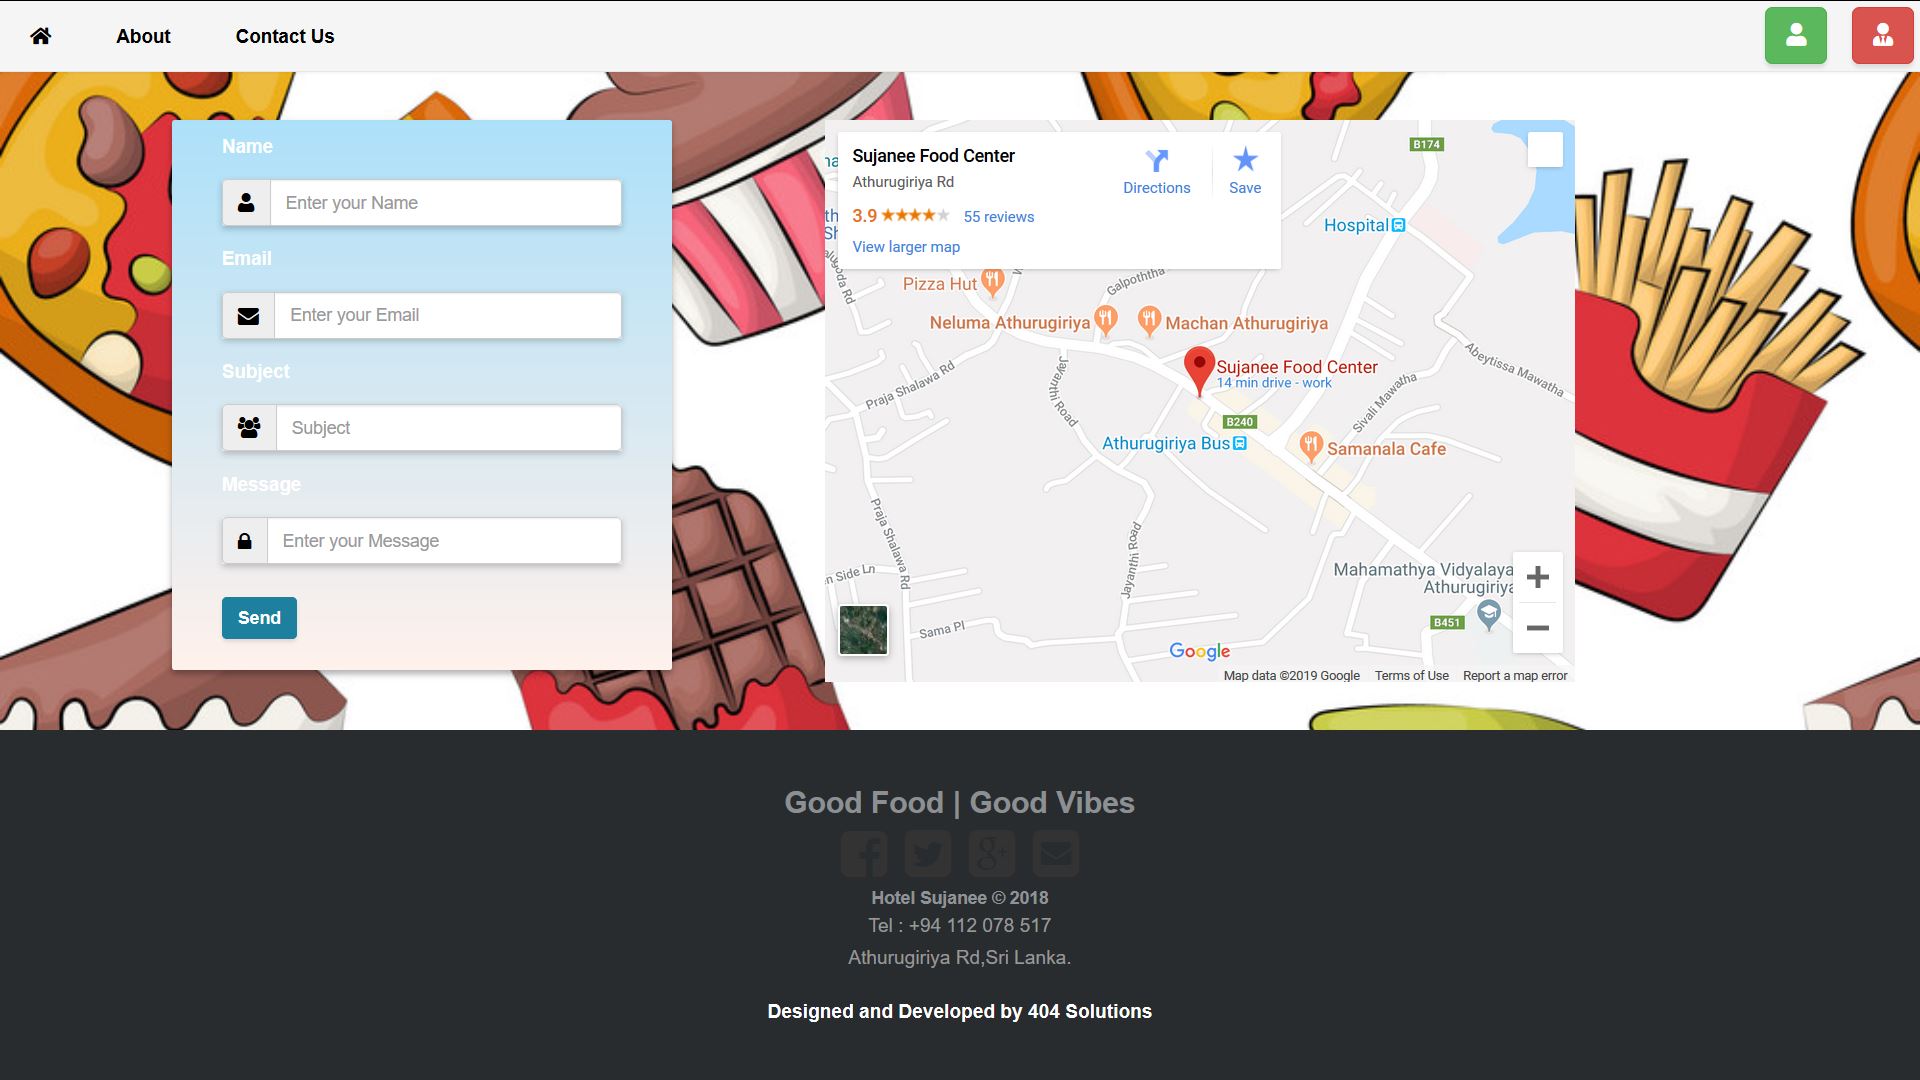 About
Contact Us
Name
Enter your Name
Email
Enter your Email
Subject
Subject
Message
Enter your Message
Send
Sujanee Food Center
Athurugiriya Rd
3.9
55 reviews
View larger map
Directions
Save
B174
Hospital
Pizza Hut
Galpoththa
Neluma Athurugiriya
Machan Athurugiriya
Sujanee Food Center
14 min drive - work
Abeytissa Mawatha
Praja Shalawa Rd
Jayanthi Road
Sivali Mawatha
B240
Athurugiriya Bus
Samanala Cafe
Praja Shalawa Rd
Jayanthi Road
n Side Ln
Mahamathya Vidyalaya
Athurugiriya
B451
Sama Pl
Google
Map data ©2019 Google
Terms of Use
Report a map error
Good Food | Good Vibes
Hotel Sujanee © 2018
Tel : +94 112 078 517
Athurugiriya Rd,Sri Lanka.
Designed and Developed by 404 Solutions